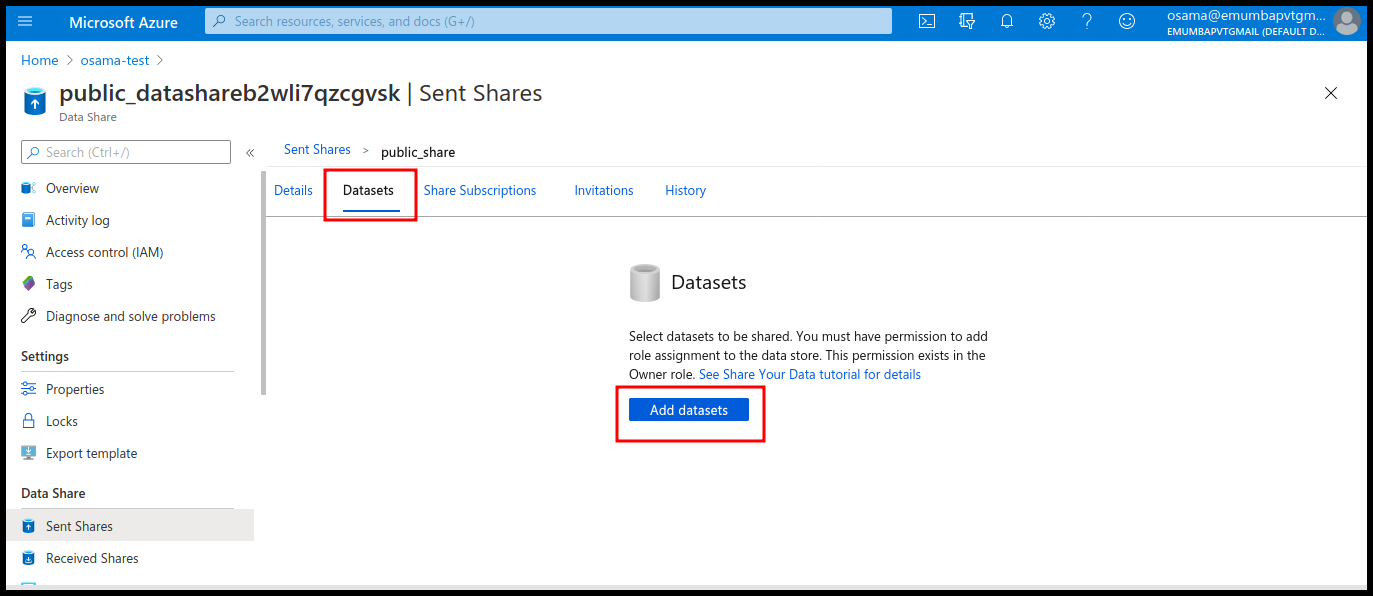 Microsoft Azure
Search resources, services, and docs (G+/)
osama@emumbapvtgm...
EMUMBAPVTGMAIL (DEFAULT D...
Home > osama-test >
public_datashareb2wli7qzcgvsk | Sent Shares
Data Share
Search (Ctrl+/)
«
Overview
Activity log
Access control (IAM)
Tags
Diagnose and solve problems
Settings
Properties
Locks
Export template
Data Share
Sent Shares
Received Shares
Sent Shares > public_share
Details Datasets Share Subscriptions Invitations History
Datasets
Select datasets to be shared. You must have permission to add
role assignment to the data store. This permission exists in the
Owner role. See Share Your Data tutorial for details
Add datasets